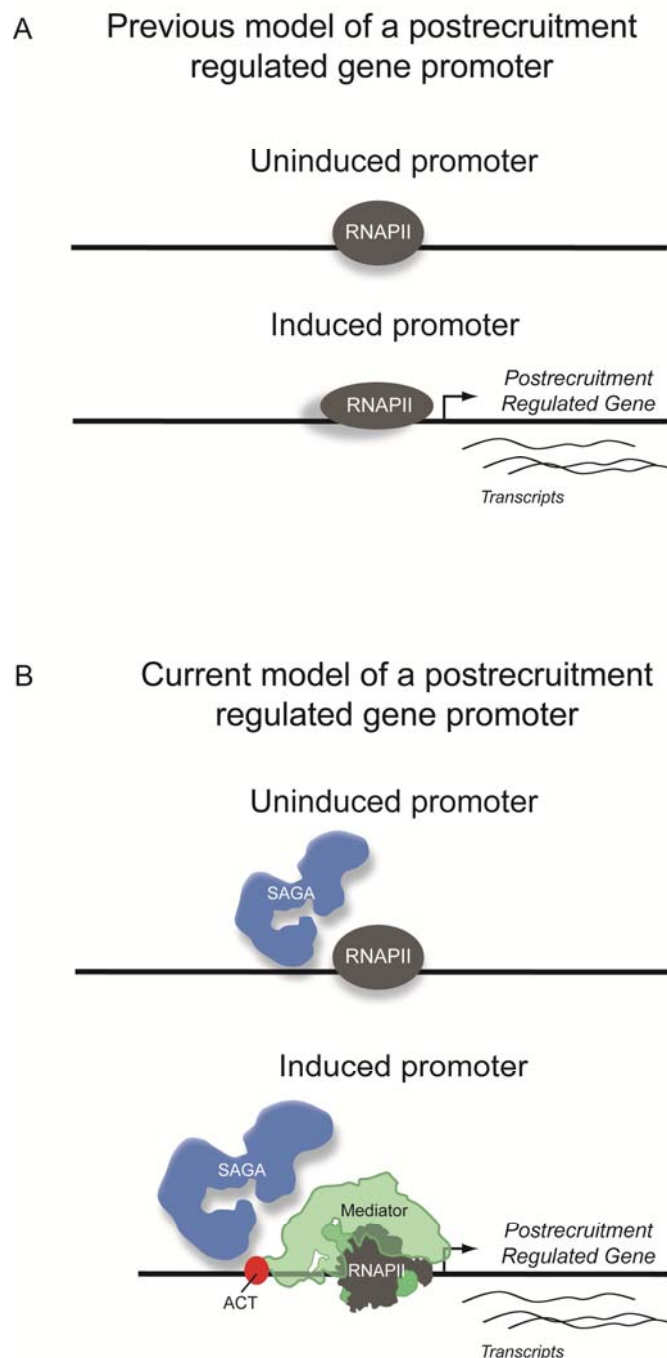 A
Previous model of a postrecruitment
regulated gene promoter
Uninduced promoter
RNAPII
Induced promoter
RNAPII
Postrecruitment
Regulated Gene
Transcripts
B
Current model of a postrecruitment
regulated gene promoter
Uninduced promoter
SAGA
RNAPII
Induced promoter
SAGA
Mediator
RNAPII
ACT
Postrecruitment
Regulated Gene
Transcripts